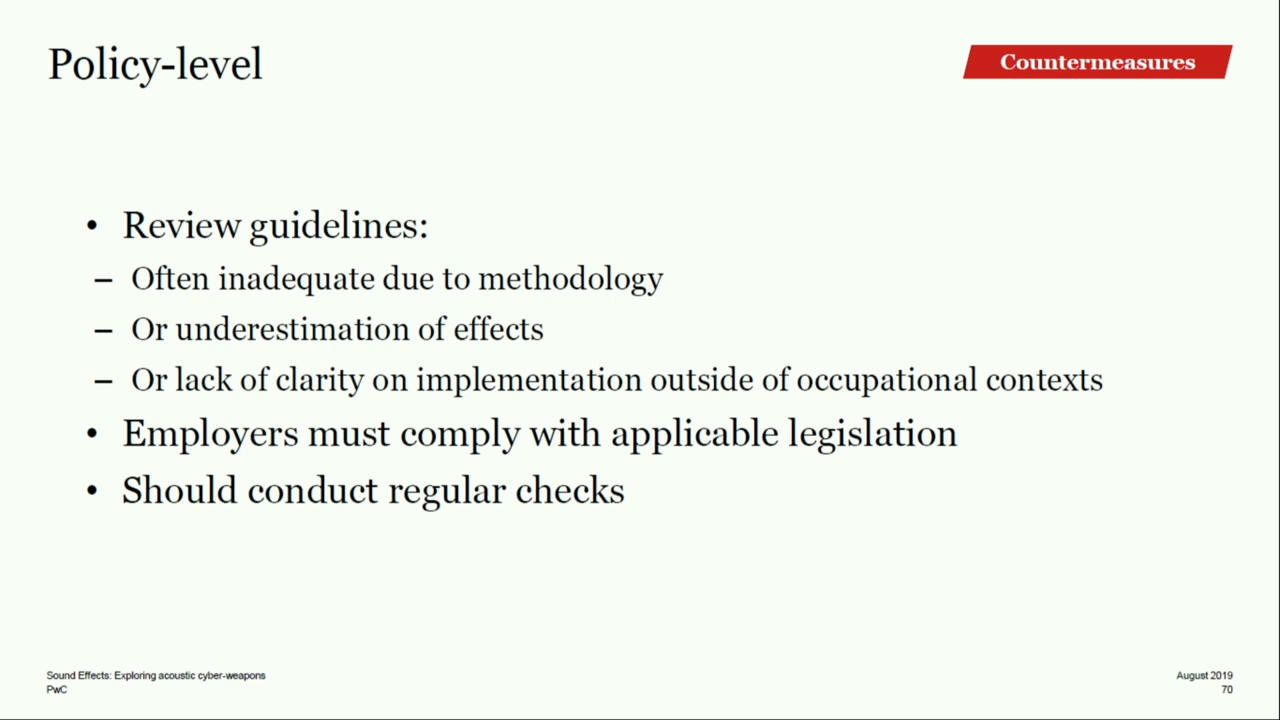 Policy-level
Countermeasures
• Review guidelines:
– Often inadequate due to methodology
– Or underestimation of effects
– Or lack of clarity on implementation outside of occupational contexts
• Employers must comply with applicable legislation
• Should conduct regular checks
Sound Effects: Exploring acoustic cyber-weapons
PwC
August 2019
70